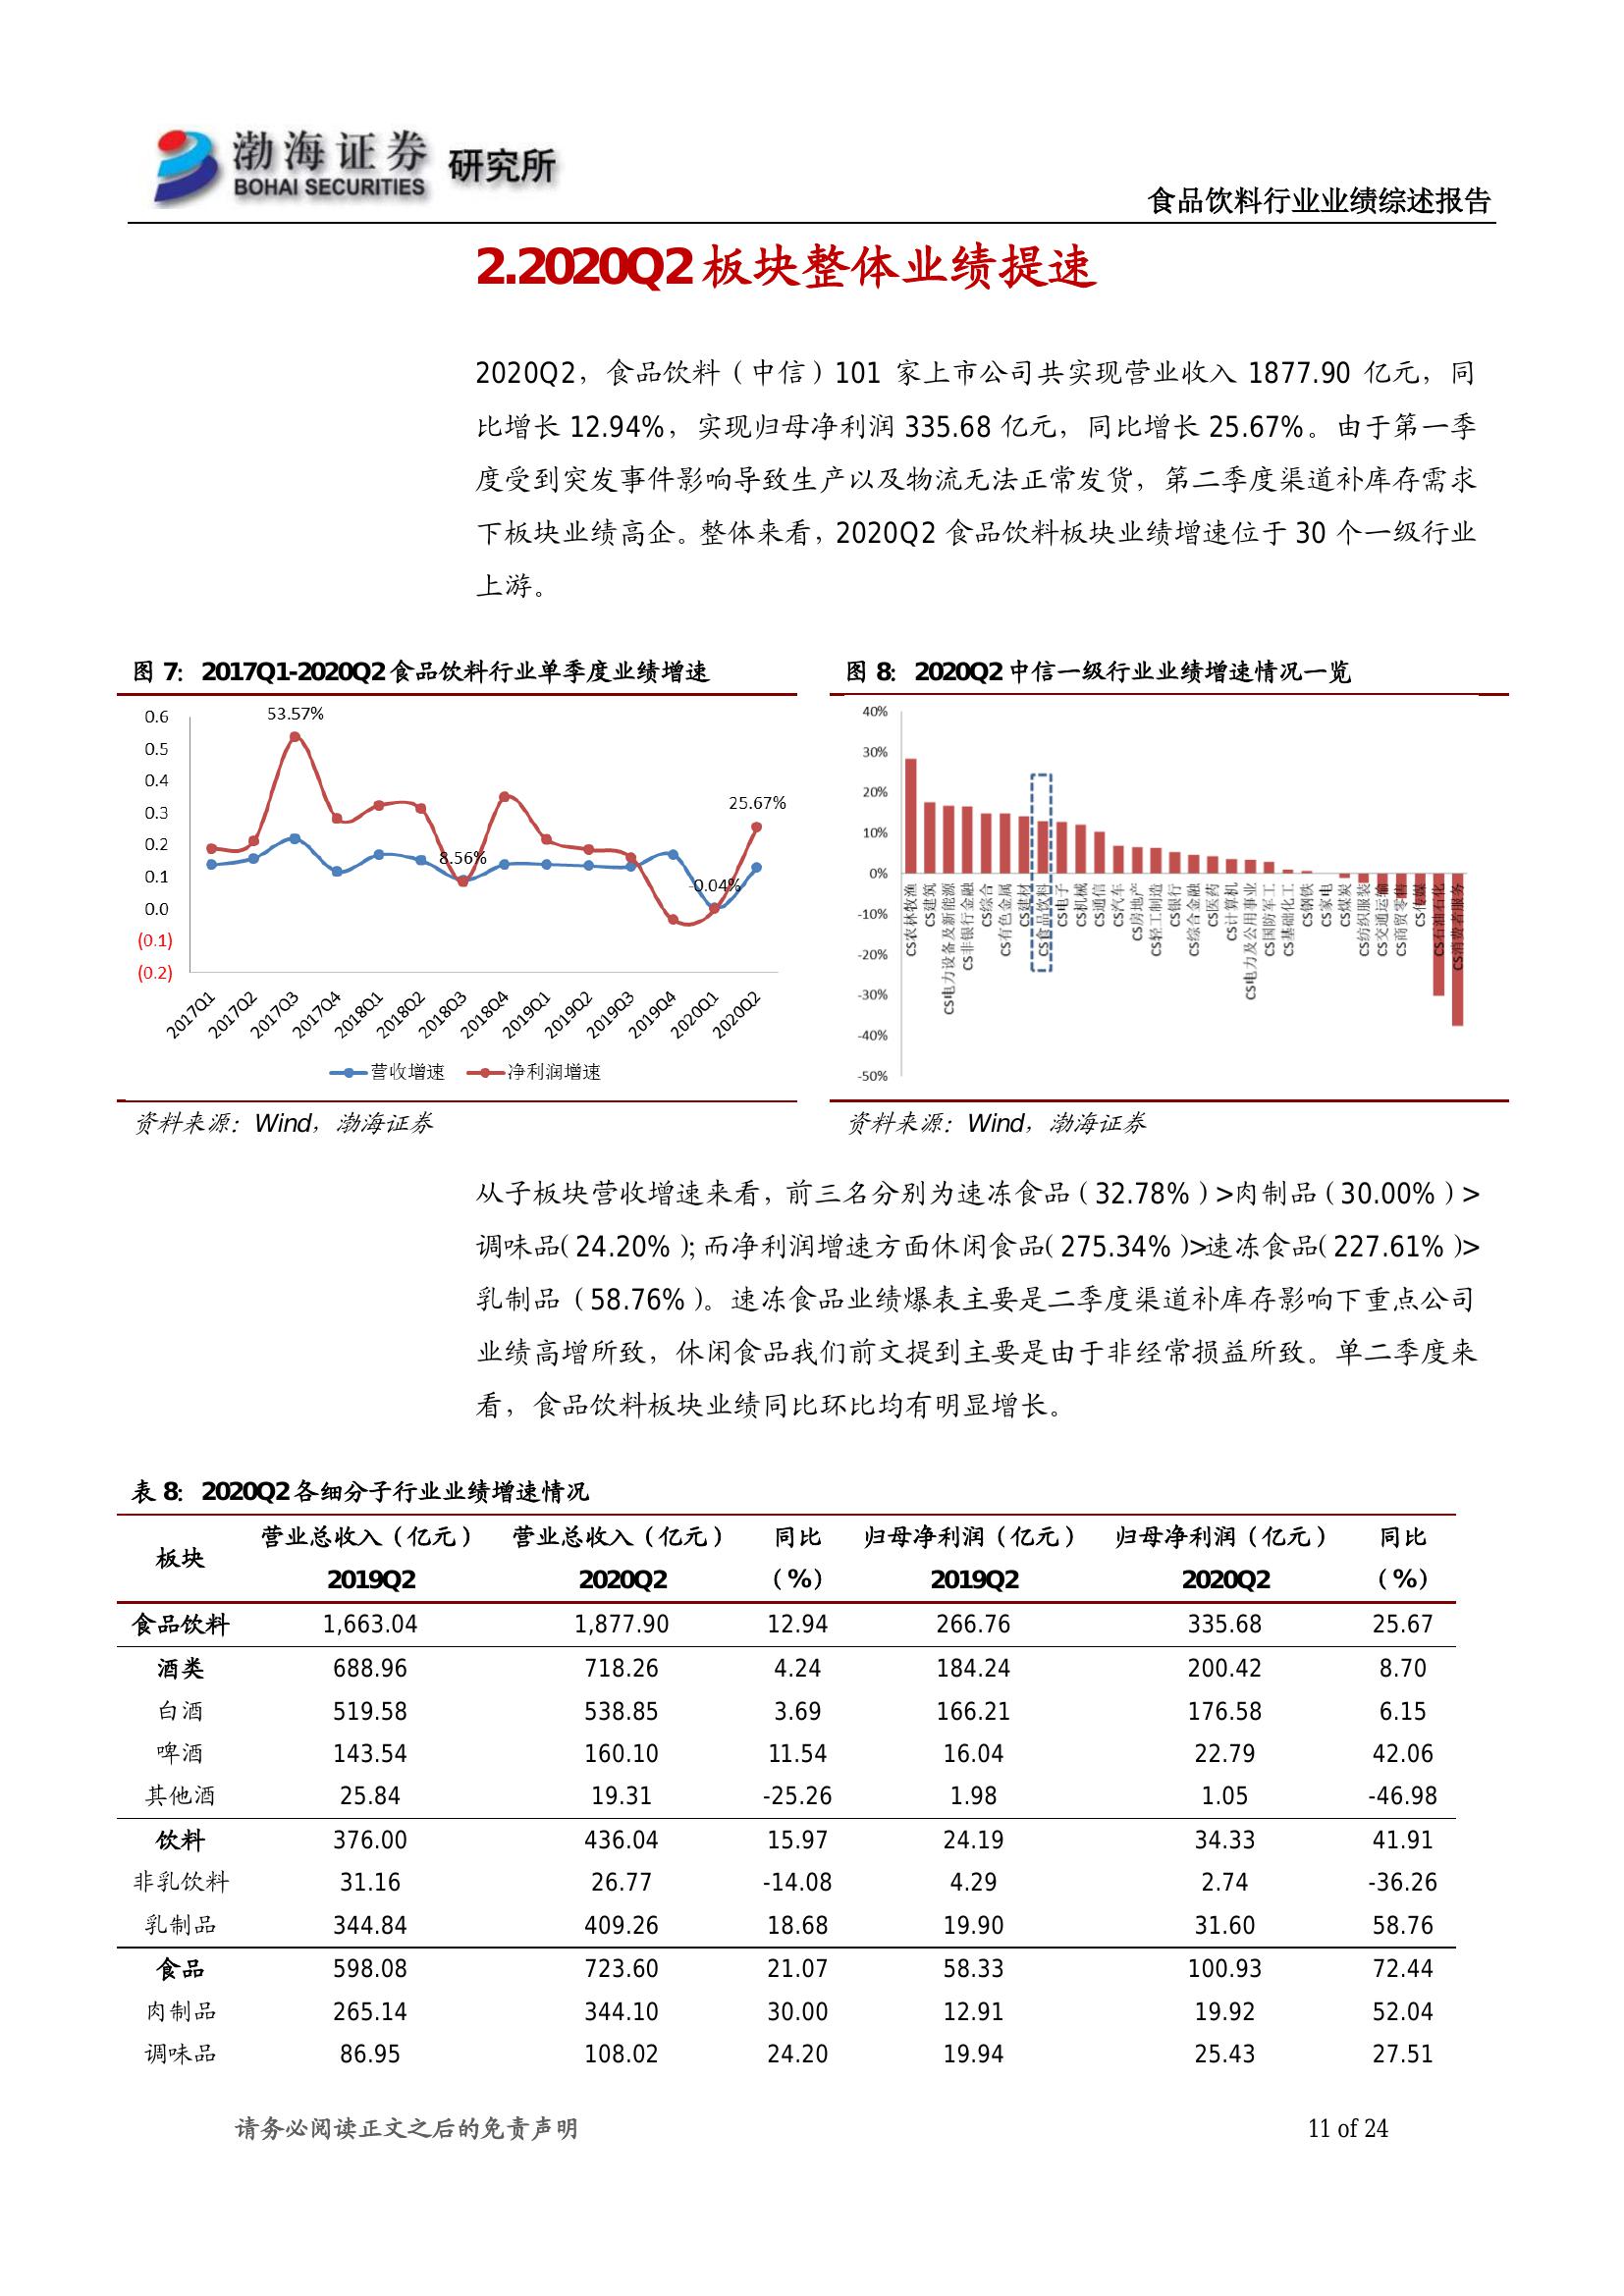 渤海证券 研究所
BOHAI SECURITIES
食品饮料行业业绩综述报告
2.2020Q2 板块整体业绩提速
2020Q2，食品饮料（中信）101 家上市公司共实现营业收入 1877.90 亿元，同
比增长 12.94%，实现归母净利润 335.68 亿元，同比增长 25.67%。由于第一季
度受到突发事件影响导致生产以及物流无法正常发货，第二季度渠道补库存需求
下板块业绩高企。整体来看，2020Q2 食品饮料板块业绩增速位于 30 个一级行业
上游。
图 7：2017Q1-2020Q2 食品饮料行业单季度业绩增速
0.6
0.5
0.4
0.3
0.2
0.1
0.0
(0.1)
(0.2)
53.57%
8.56%
-0.04%
25.67%
2017Q1
2017Q2
2017Q3
2017Q4
2018Q1
2018Q2
2018Q3
2018Q4
2019Q1
2019Q2
2019Q3
2019Q4
2020Q1
2020Q2
营收增速 净利润增速
资料来源：Wind，渤海证券
图 8：2020Q2 中信一级行业业绩增速情况一览
40%
30%
20%
10%
0%
-10%
-20%
-30%
-40%
-50%
CS农林牧渔
CS建筑
CS电力设备及新能源
CS非银行金融
CS综合
CS有色金属
CS建材
CS食品饮料
CS电子
CS机械
CS通信
CS汽车
CS房地产
CS轻工制造
CS银行
CS综合金融
CS医药
CS计算机
CS电力及公用事业
CS国防军工
CS基础化工
CS钢铁
CS家电
CS煤炭
CS纺织服装
CS交通运输
CS商贸零售
CS传媒
CS石油石化
CS消费者服务
资料来源：Wind，渤海证券
从子板块营收增速来看，前三名分别为速冻食品（32.78%）>肉制品（30.00%）>
调味品（24.20%）；而净利润增速方面休闲食品（275.34%）>速冻食品（227.61%）>
乳制品（58.76%）。速冻食品业绩爆表主要是二季度渠道补库存影响下重点公司
业绩高增所致，休闲食品我们前文提到主要是由于非经常损益所致。单二季度来
看，食品饮料板块业绩同比环比均有明显增长。
表 8：2020Q2 各细分子行业业绩增速情况
板块 营业总收入（亿元） 营业总收入（亿元） 同比 归母净利润（亿元） 归母净利润（亿元） 同比
2019Q2 2020Q2 （%） 2019Q2 2020Q2 （%）
食品饮料 1,663.04 1,877.90 12.94 266.76 335.68 25.67
酒类 688.96 718.26 4.24 184.24 200.42 8.70
白酒 519.58 538.85 3.69 166.21 176.58 6.15
啤酒 143.54 160.10 11.54 16.04 22.79 42.06
其他酒 25.84 19.31 -25.26 1.98 1.05 -46.98
饮料 376.00 436.04 15.97 24.19 34.33 41.91
非乳饮料 31.16 26.77 -14.08 4.29 2.74 -36.26
乳制品 344.84 409.26 18.68 19.90 31.60 58.76
食品 598.08 723.60 21.07 58.33 100.93 72.44
肉制品 265.14 344.10 30.00 12.91 19.92 52.04
调味品 86.95 108.02 24.20 19.94 25.43 27.51
请务必阅读正文之后的免责声明 11 of 24